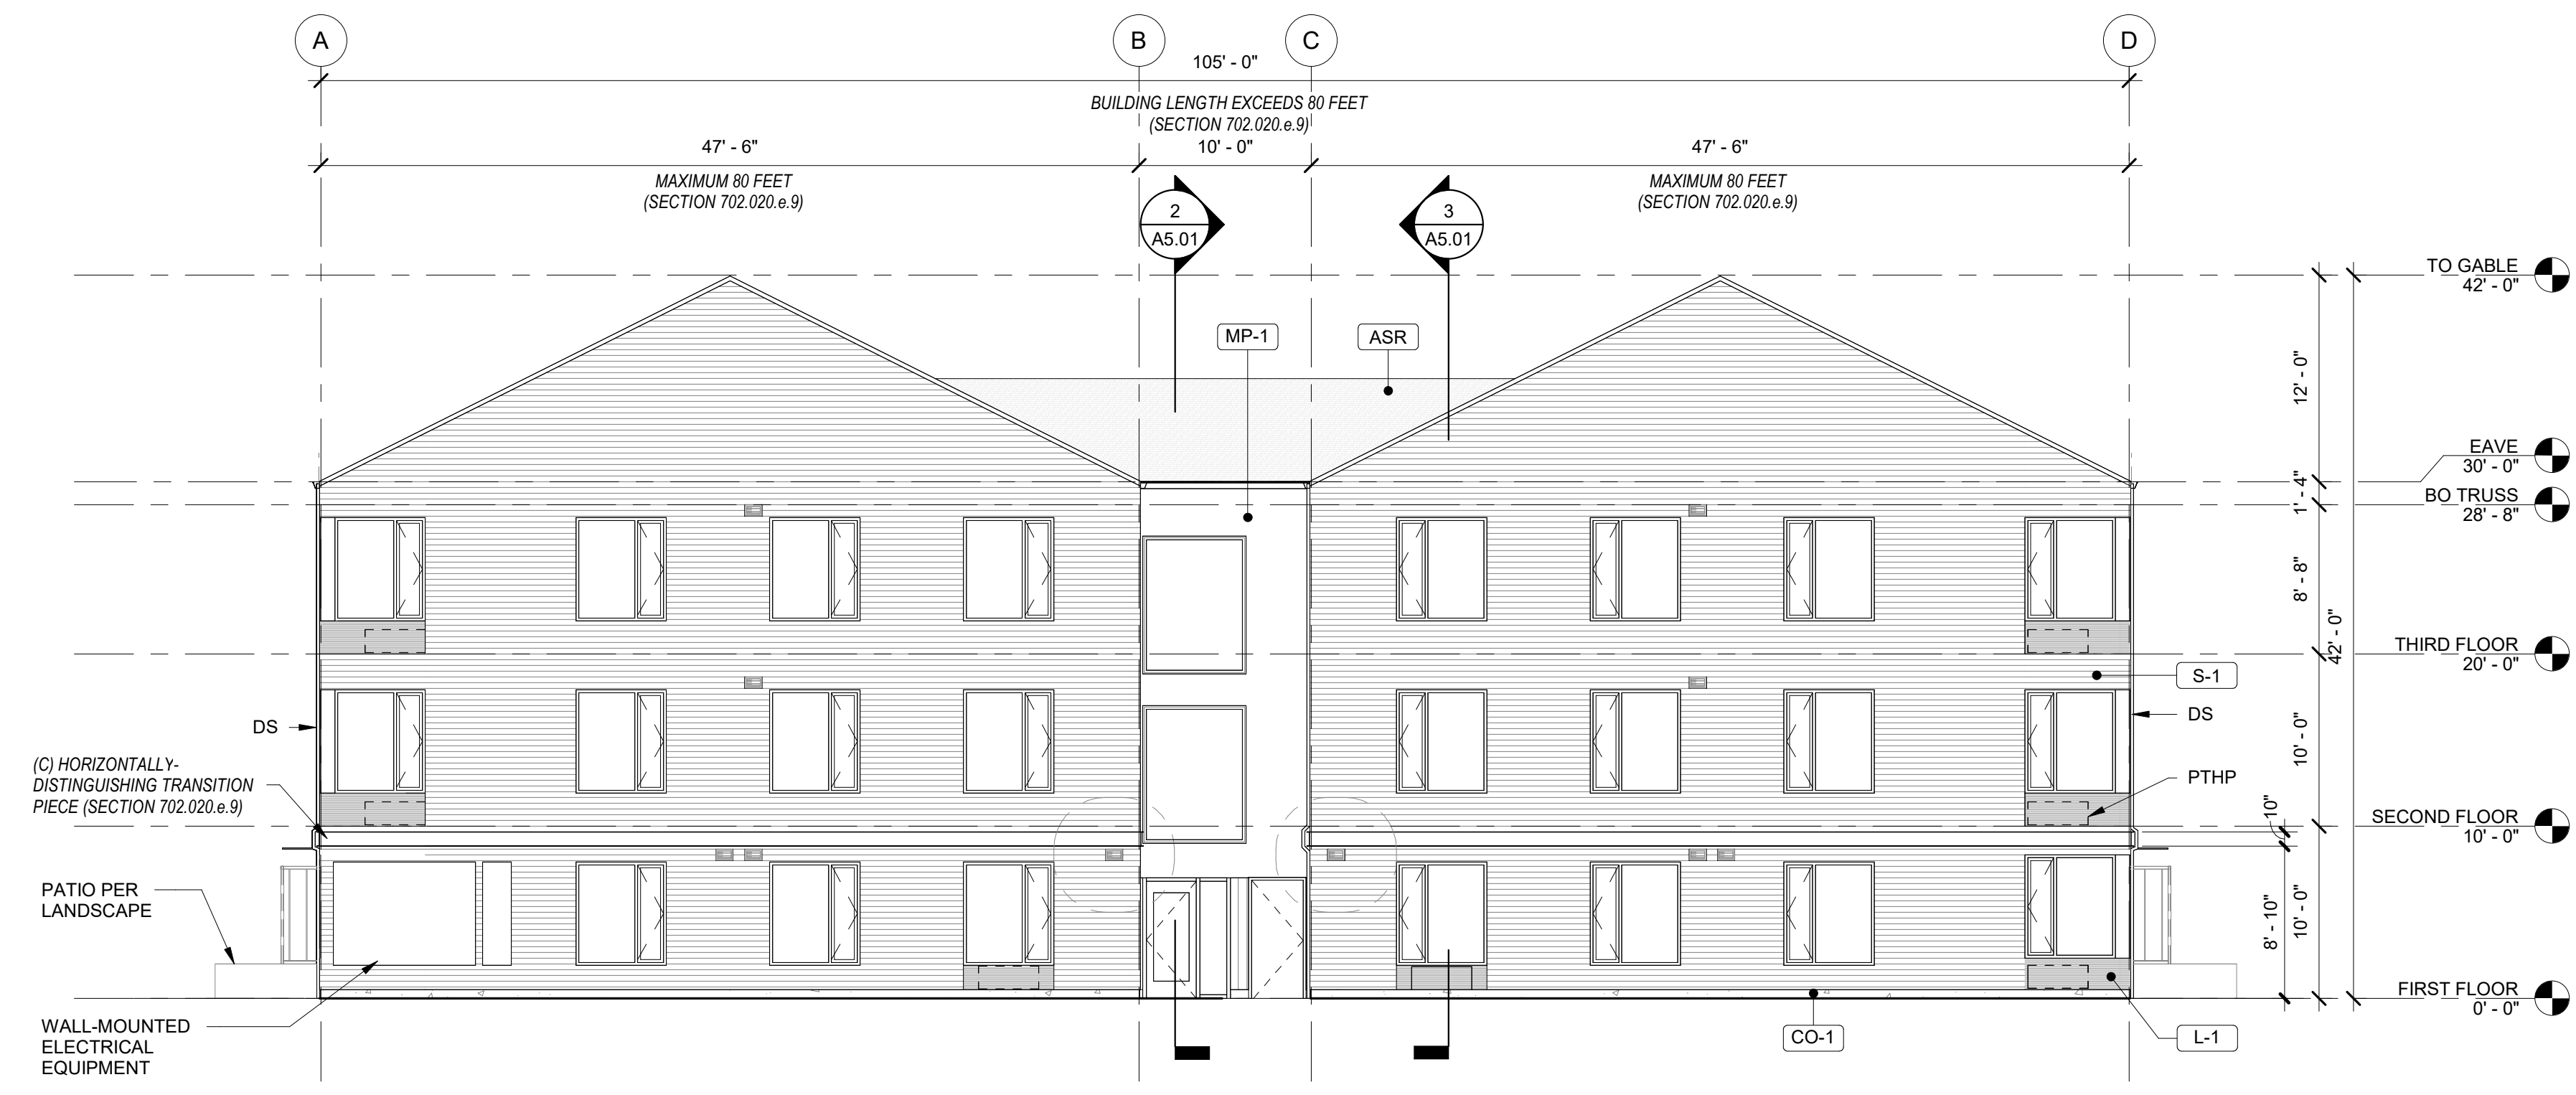 A
B
C
D
105' - 0"
BUILDING LENGTH EXCEEDS 80 FEET
(SECTION 702.020.e.9)
47' - 6"
10' - 0"
47' - 6"
MAXIMUM 80 FEET
(SECTION 702.020.e.9)
MAXIMUM 80 FEET
(SECTION 702.020.e.9)
2
A5.01
3
A5.01
MP-1
ASR
TO GABLE
42' - 0"
EAVE
30' - 0"
BO TRUSS
28' - 8"
THIRD FLOOR
20' - 0"
SECOND FLOOR
10' - 0"
FIRST FLOOR
0' - 0"
12' - 0"
1' - 4"
8' - 8"
42' - 0"
10' - 0"
10"
8' - 10"
10' - 0"
S-1
DS
PTHP
L-1
CO-1
DS
(C) HORIZONTALLY-
DISTINGUISHING TRANSITION
PIECE (SECTION 702.020.e.9)
PATIO PER
LANDSCAPE
WALL-MOUNTED
ELECTRICAL
EQUIPMENT